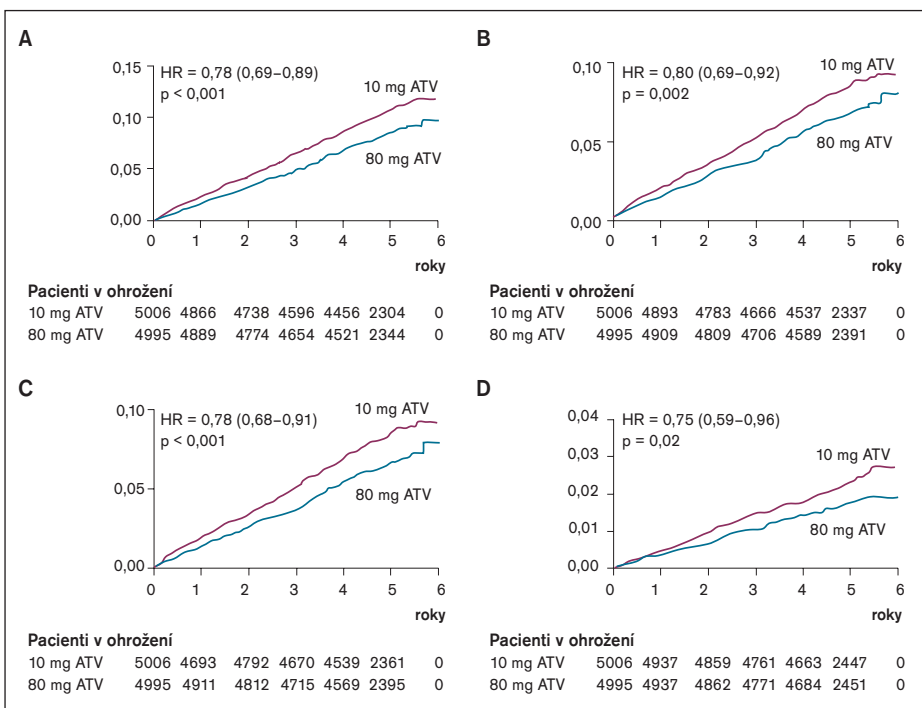 A
0,15
HR = 0,78 (0,69–0,89)
p < 0,001
10 mg ATV
0,10
80 mg ATV
0,05
0,00
0 1 2 3 4 5 6
roky
Pacienti v ohrožení
10 mg ATV 5006 4866 4738 4596 4456 2304 0
80 mg ATV 4995 4889 4774 4654 4521 2344 0
B
0,10
HR = 0,80 (0,69–0,92)
p = 0,002
10 mg ATV
0,05
80 mg ATV
0,00
0 1 2 3 4 5 6
roky
Pacienti v ohrožení
10 mg ATV 5006 4893 4783 4666 4537 2337 0
80 mg ATV 4995 4909 4809 4706 4589 2391 0
C
0,10
HR = 0,78 (0,68–0,91)
p < 0,001
10 mg ATV
0,05
80 mg ATV
0,00
0 1 2 3 4 5 6
roky
Pacienti v ohrožení
10 mg ATV 5006 4693 4792 4670 4539 2361 0
80 mg ATV 4995 4911 4812 4715 4569 2395 0
D
0,04
HR = 0,75 (0,59–0,96)
p = 0,02
0,03
10 mg ATV
0,02
80 mg ATV
0,01
0,00
0 1 2 3 4 5 6
roky
Pacienti v ohrožení
10 mg ATV 5006 4937 4859 4761 4663 2447 0
80 mg ATV 4995 4937 4862 4771 4684 2451 0